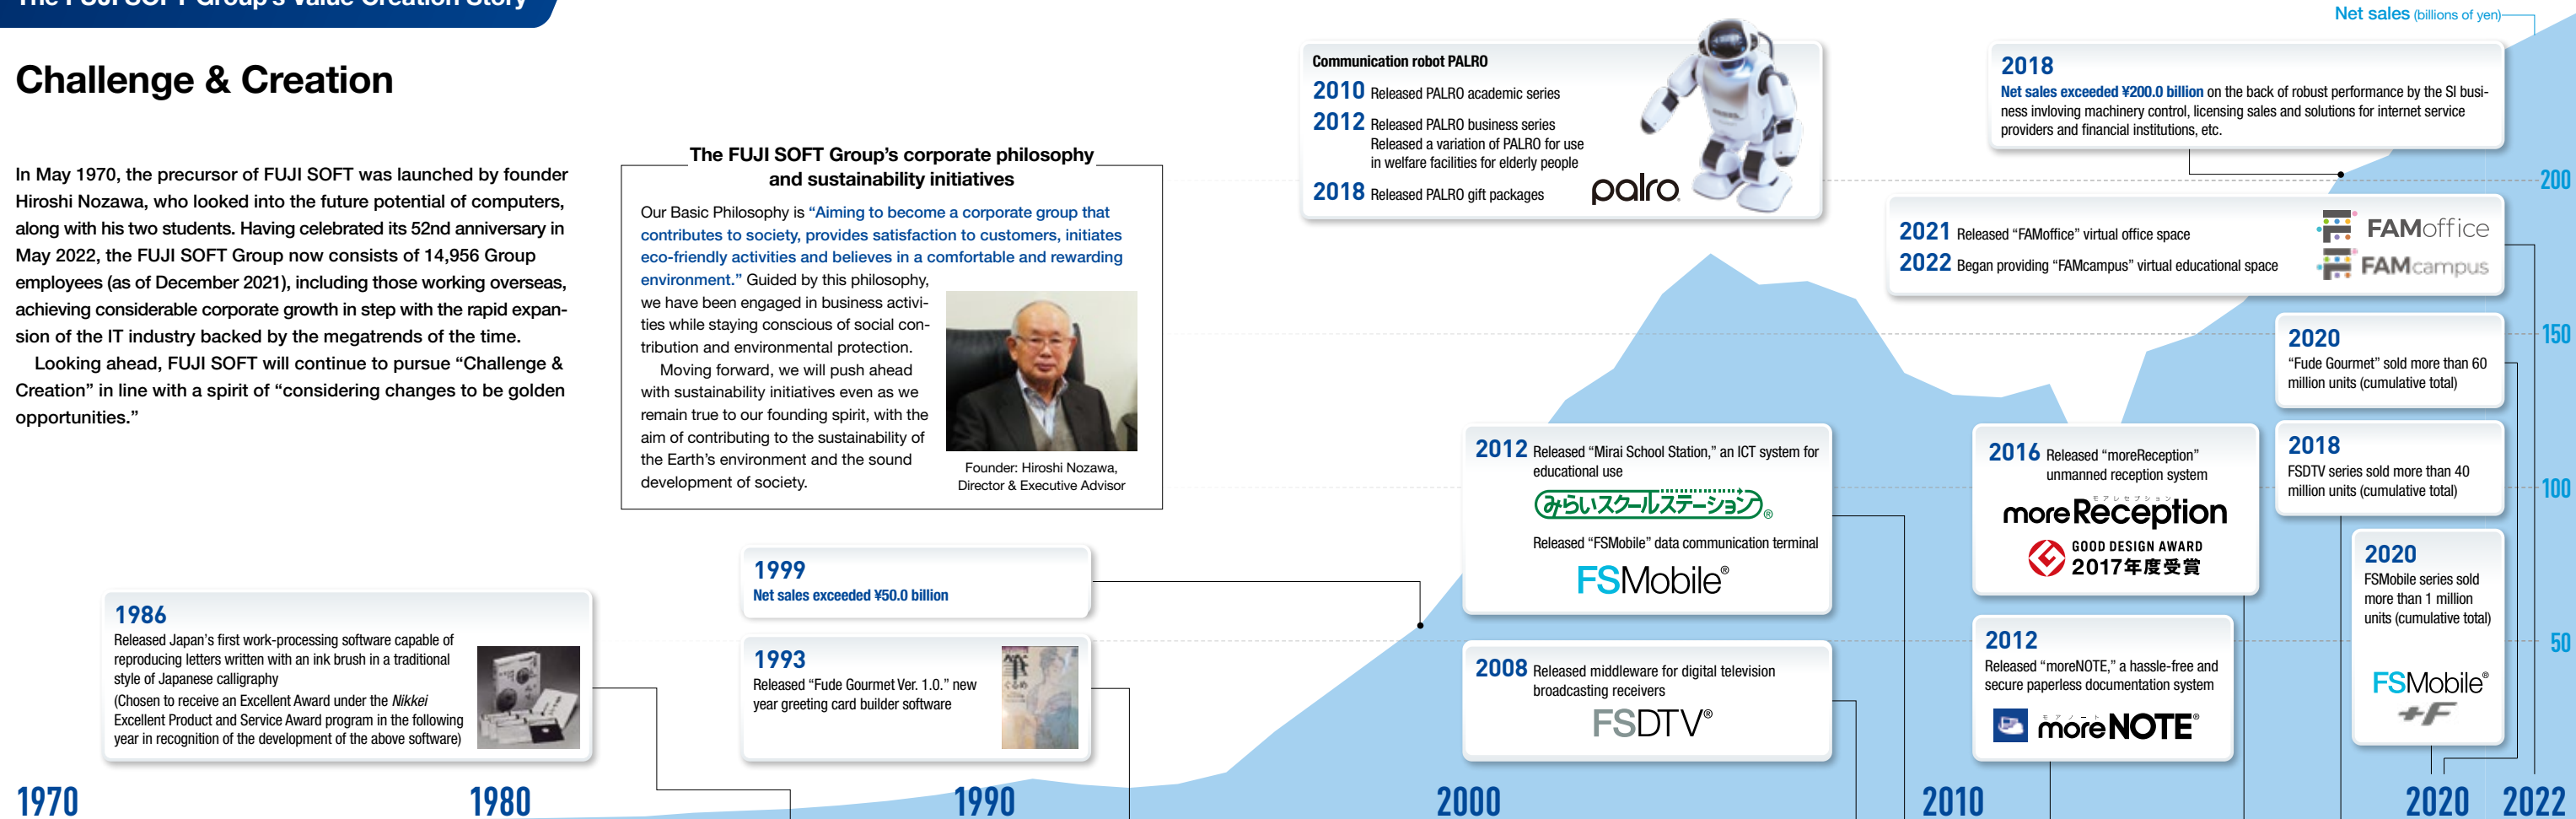 The FUJI SOFT Group's Value Creation Story
Challenge & Creation
In May 1970, the precursor of FUJI SOFT was launched by founder
Hiroshi Nozawa, who looked into the future potential of computers,
along with his two students. Having celebrated its 52nd anniversary in
May 2022, the FUJI SOFT Group now consists of 14,956 Group
employees (as of December 2021), including those working overseas,
achieving considerable corporate growth in step with the rapid expan-
sion of the IT industry backed by the megatrends of the time.
Looking ahead, FUJI SOFT will continue to pursue “Challenge &
Creation” in line with a spirit of “considering changes to be golden
opportunities.”
The FUJI SOFT Group's corporate philosophy
and sustainability initiatives
Our Basic Philosophy is “Aiming to become a corporate group that
contributes to society, provides satisfaction to customers, initiates
eco-friendly activities and believes in a comfortable and rewarding
environment.” Guided by this philosophy,
we have been engaged in business activi-
ties while staying conscious of social con-
tribution and environmental protection.
Moving forward, we will push ahead
with sustainability initiatives even as we
remain true to our founding spirit, with the
aim of contributing to the sustainability of
the Earth's environment and the sound
development of society.
Founder: Hiroshi Nozawa,
Director & Executive Advisor
Communication robot PALRO
2010 Released PALRO academic series
2012 Released PALRO business series
Released a variation of PALRO for use
in welfare facilities for elderly people
2018 Released PALRO gift packages
palro
Net sales (billions of yen)
2018
Net sales exceeded ¥200.0 billion on the back of robust performance by the SI busi-
ness invloving machinery control, licensing sales and solutions for internet service
providers and financial institutions, etc.
200
2021 Released “FAMoffice” virtual office space
2022 Began providing “FAMcampus” virtual educational space
FAMoffice
FAMcampus
150
2020
“Fude Gourmet” sold more than 60
million units (cumulative total)
2018
FSDTV series sold more than 40
million units (cumulative total)
100
2020
FSMobile series sold
more than 1 million
units (cumulative total)
FSMobile®
+F
50
2012 Released “Mirai School Station,” an ICT system for
educational use
みらいスクールステーション®
Released “FSMobile” data communication terminal
FSMobile®
2008 Released middleware for digital television
broadcasting receivers
FSDTV®
2016 Released “moreReception”
unmanned reception system
モアレセプション
moreReception
GOOD DESIGN AWARD
2017年度受賞
2012
Released “moreNOTE,” a hassle-free and
secure paperless documentation system
モアノート
moreNOTE®
1999
Net sales exceeded ¥50.0 billion
1993
Released “Fude Gourmet Ver. 1.0.” new
year greeting card builder software
筆
ぐるめ
1986
Released Japan's first work-processing software capable of
reproducing letters written with an ink brush in a traditional
style of Japanese calligraphy
(Chosen to receive an Excellent Award under the Nikkei
Excellent Product and Service Award program in the following
year in recognition of the development of the above software)
1970 1980 1990 2000 2010 2020 2022